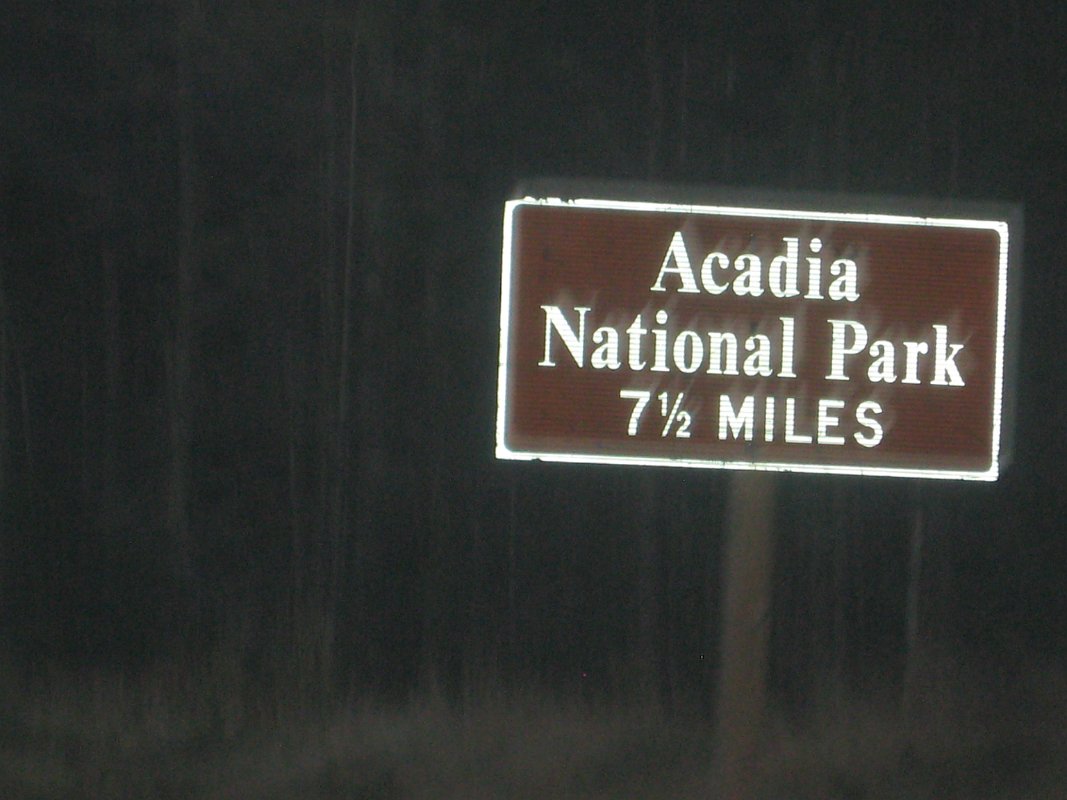 Acadia
National Park
7½ MILES